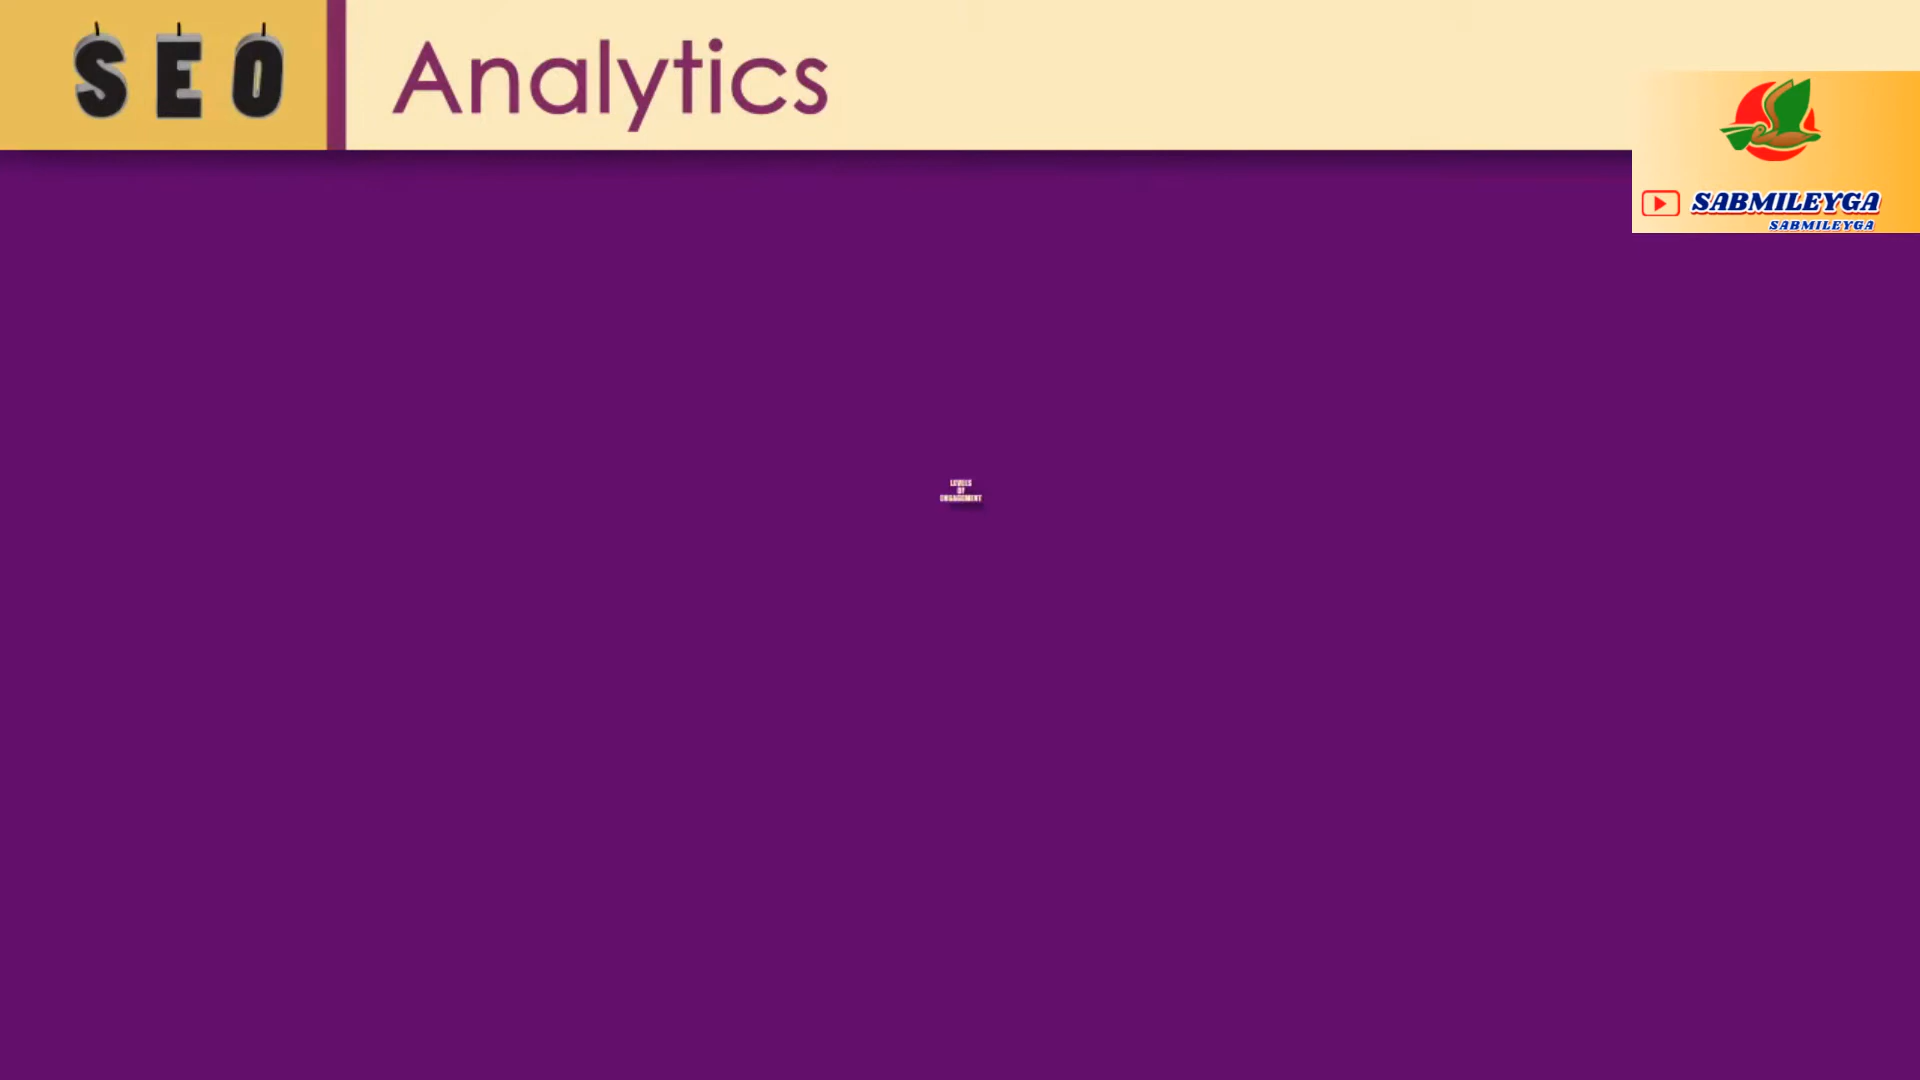 SEO
Analytics
SABMILEYGA
SABMILEYGA
LEVELS
OF
ENGAGEMENT